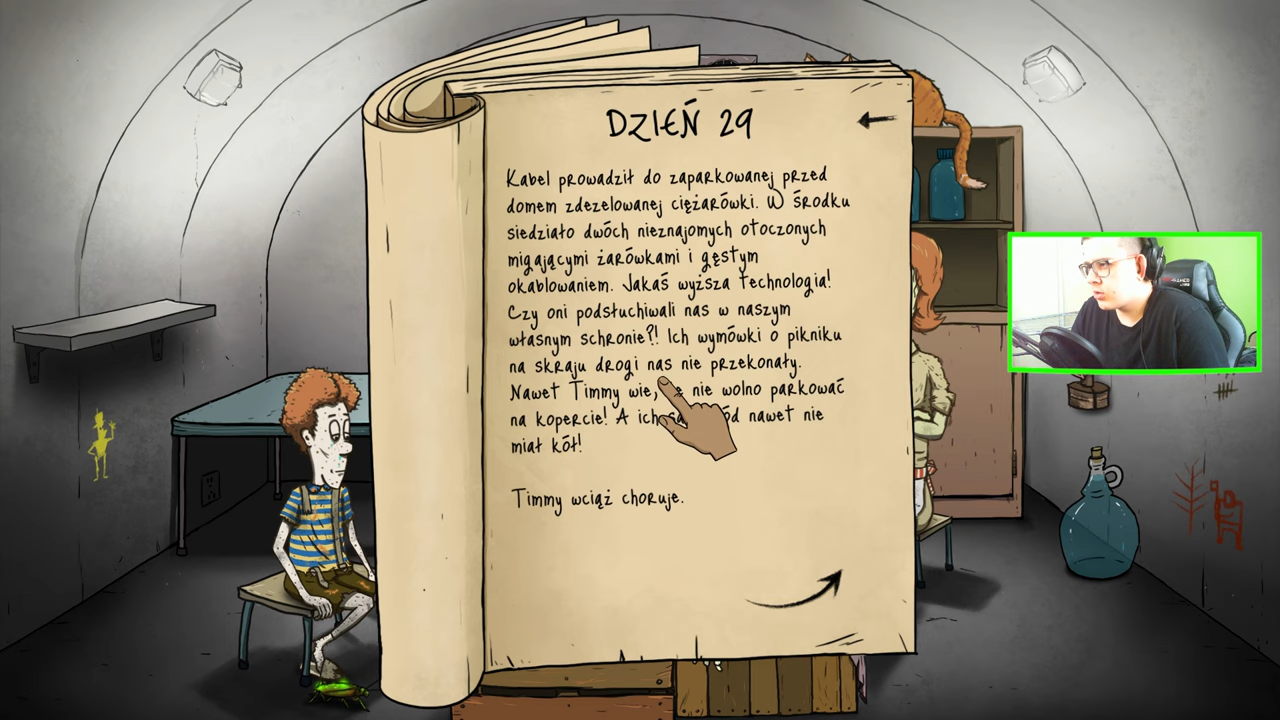 DZIEŃ 29
Kabel prowadził do zaparkowanej przed
domem zdezelowanej ciężarówki. W środku
siedziało dwóch nieznajomych otoczonych
migającymi żarówkami i gęstym
okablowaniem. Jakaś wyższa technologia!
Czy oni podsłuchiwali nas w naszym
własnym schronie?! Ich wymówki o pikniku
na skraju drogi nas nie przekonały.
Nawet Timmy wie, nie wolno parkować
na kopercie! A ich nawet nie
miał kół!
Timmy wciąż choruje.